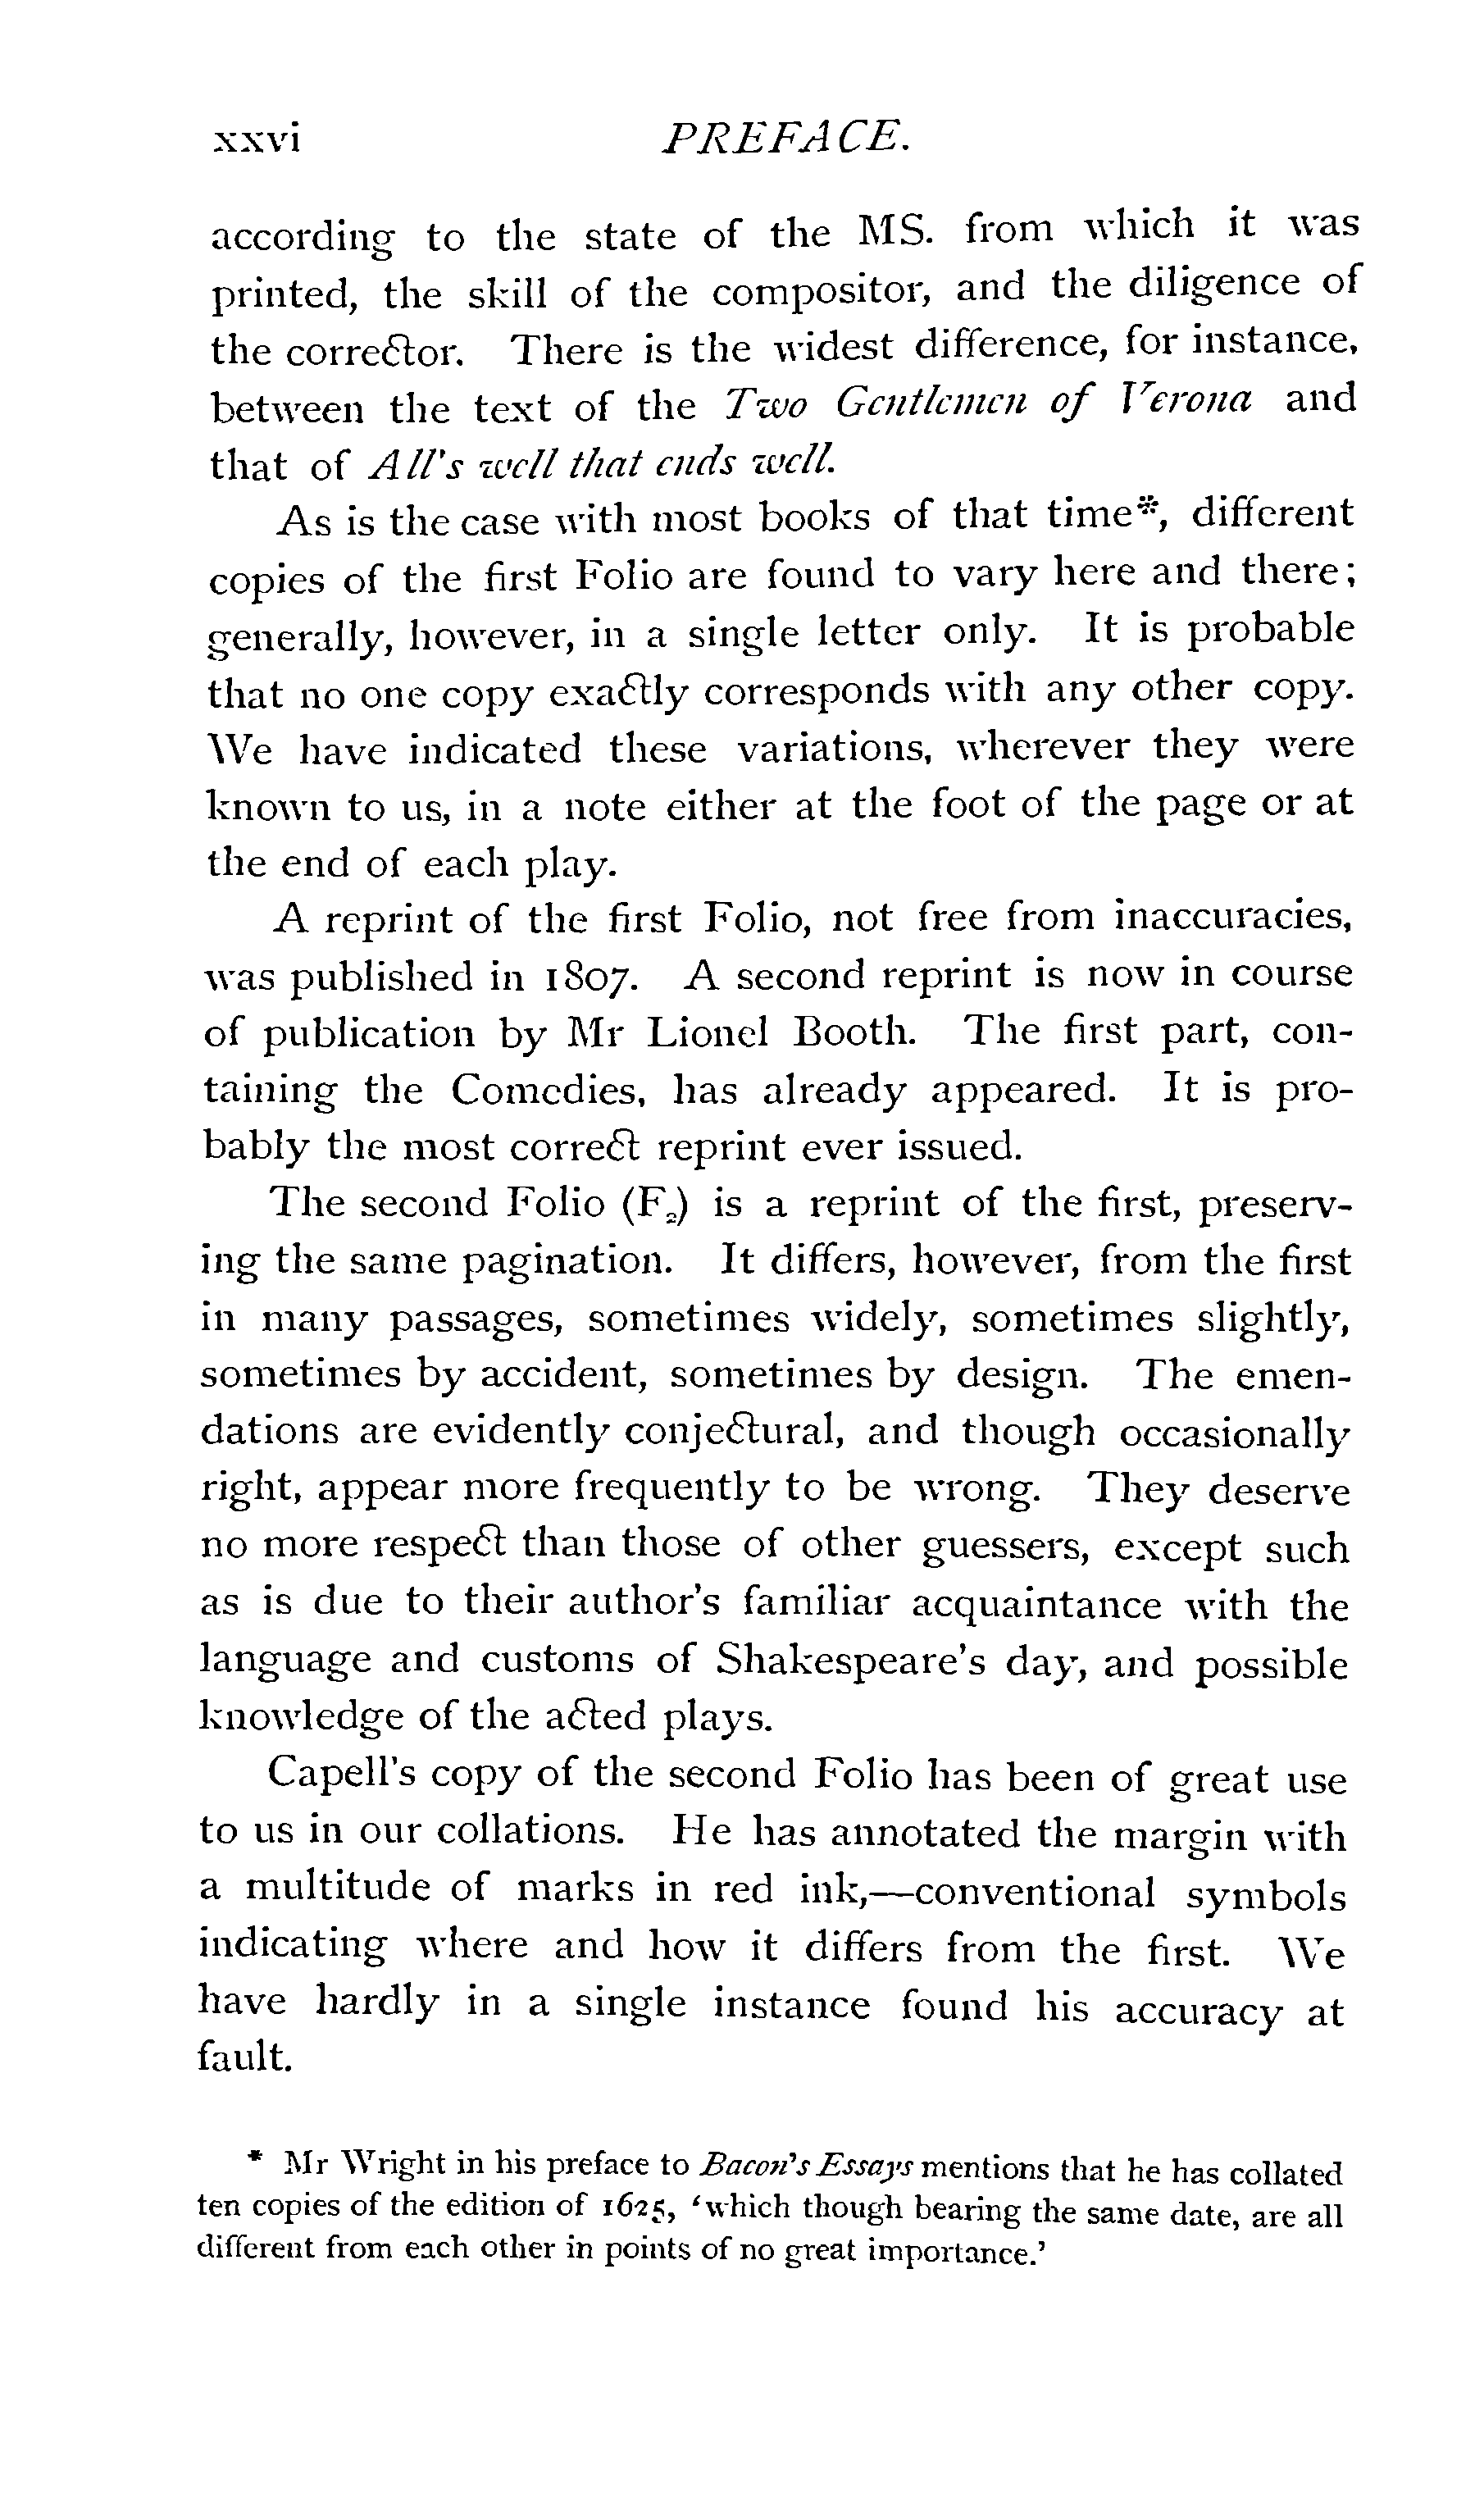 xxvi PREFACE.
according to the state of the MS. from which it was
printed, the skill of the compositor, and the diligence of
the corrector. There is the widest difference, for instance,
between the text of the Two Gentlemen of Verona and
that of All's well that ends well.
As is the case with most books of that time*, different
copies of the first Folio are found to vary here and there;
generally, however, in a single letter only. It is probable
that no one copy exactly corresponds with any other copy.
We have indicated these variations, wherever they were
known to us, in a note either at the foot of the page or at
the end of each play.
A reprint of the first Folio, not free from inaccuracies,
was published in 1807. A second reprint is now in course
of publication by Mr Lionel Booth. The first part, con-
taining the Comedies, has already appeared. It is pro-
bably the most correct reprint ever issued.
The second Folio (F₂) is a reprint of the first, preserv-
ing the same pagination. It differs, however, from the first
in many passages, sometimes widely, sometimes slightly,
sometimes by accident, sometimes by design. The emen-
dations are evidently conjectural, and though occasionally
right, appear more frequently to be wrong. They deserve
no more respect than those of other guessers, except such
as is due to their author's familiar acquaintance with the
language and customs of Shakespeare's day, and possible
knowledge of the acted plays.
Capell's copy of the second Folio has been of great use
to us in our collations. He has annotated the margin with
a multitude of marks in red ink,—conventional symbols
indicating where and how it differs from the first. We
have hardly in a single instance found his accuracy at
fault.
* Mr Wright in his preface to Bacon's Essays mentions that he has collated
ten copies of the edition of 1625, 'which though bearing the same date, are all
different from each other in points of no great importance.'